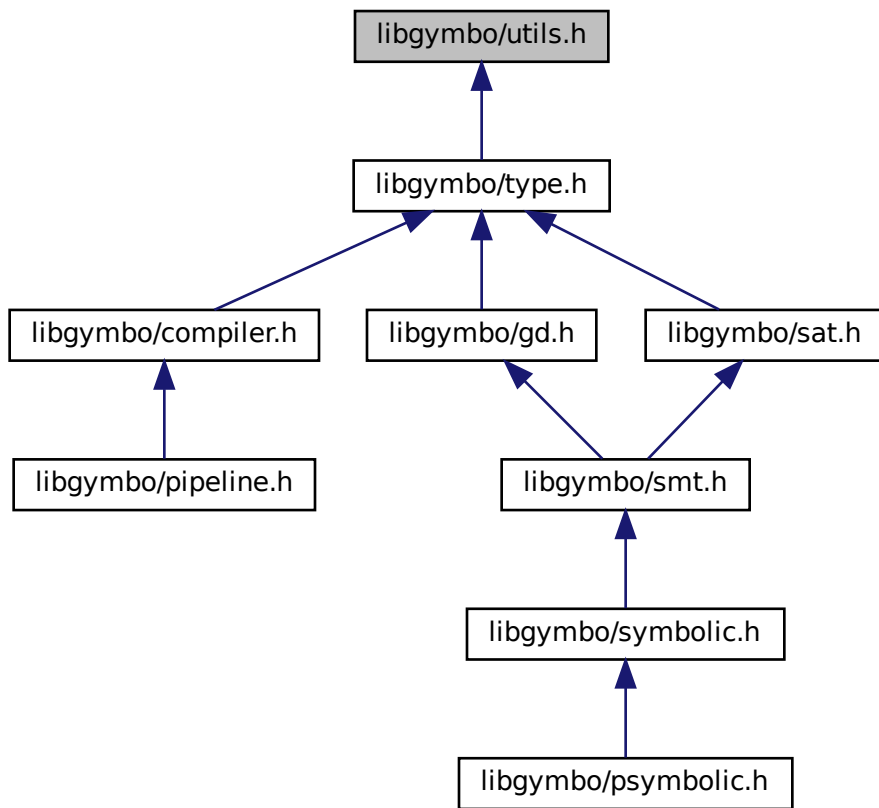 libgymbo/utils.h
libgymbo/type.h
libgymbo/compiler.h
libgymbo/gd.h
libgymbo/sat.h
libgymbo/pipeline.h
libgymbo/smt.h
libgymbo/symbolic.h
libgymbo/psymbolic.h